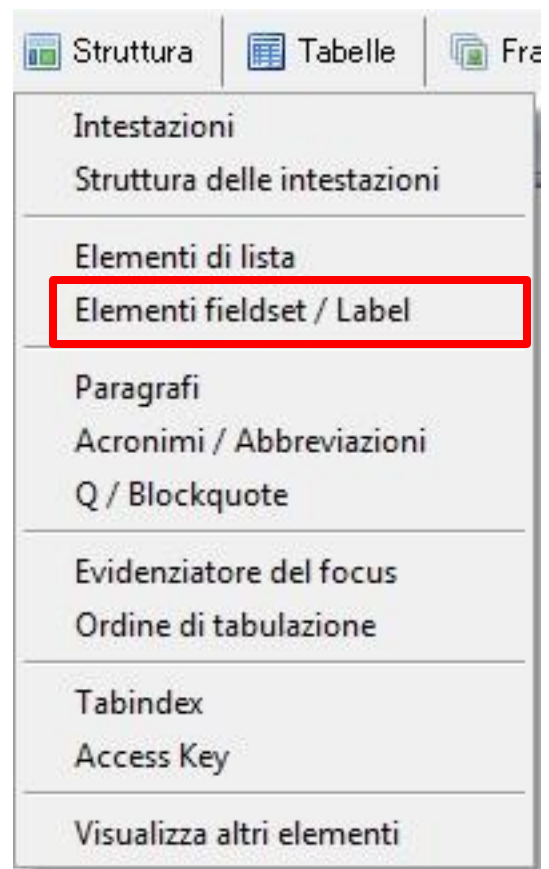 Struttura Tabelle Fra
Intestazioni
Struttura delle intestazioni
Elementi di lista
Elementi fieldset / Label
Paragrafi
Acronimi / Abbreviazioni
Q / Blockquote
Evidenziatore del focus
Ordine di tabulazione
Tabindex
Access Key
Visualizza altri elementi